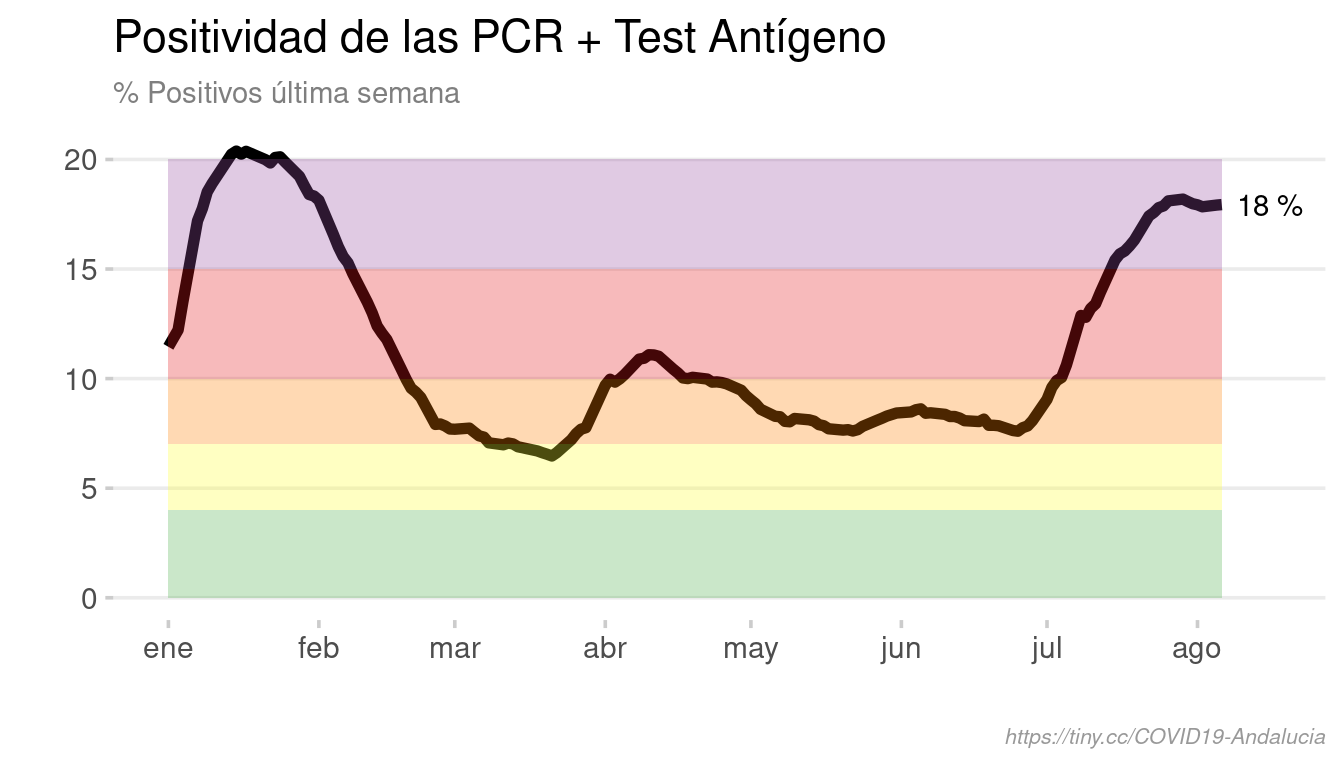 Positividad de las PCR + Test Antígeno
% Positivos última semana
20
15
10
5
0
18 %
ene feb mar abr may jun jul ago
https://tiny.cc/COVID19-Andalucia